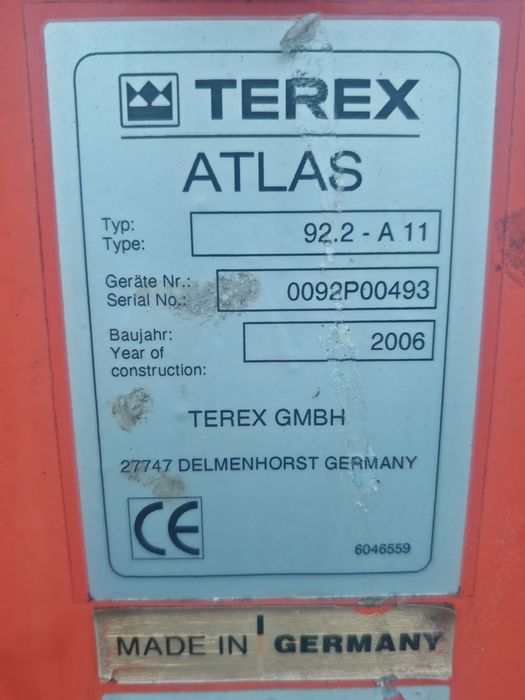 TEREX
ATLAS
Typ:
Type:
92.2 - A 11
Geräte Nr.:
Serial No.:
0092P00493
Baujahr:
Year of
construction:
2006
TEREX GMBH
27747 DELMENHORST GERMANY
CE
6046559
MADE IN GERMANY